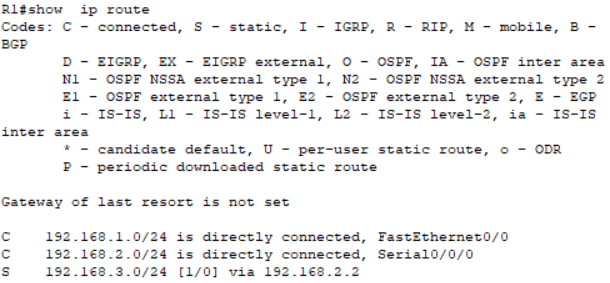 R1#show  ip route
Codes: C - connected, S - static, I - IGRP, R - RIP, M - mobile, B -
BGP
       D - EIGRP, EX - EIGRP external, O - OSPF, IA - OSPF inter area
       N1 - OSPF NSSA external type 1, N2 - OSPF NSSA external type 2
       E1 - OSPF external type 1, E2 - OSPF external type 2, E - EGP
       i - IS-IS, L1 - IS-IS level-1, L2 - IS-IS level-2, ia - IS-IS
inter area
       * - candidate default, U - per-user static route, o - ODR
       P - periodic downloaded static route
Gateway of last resort is not set
C    192.168.1.0/24 is directly connected, FastEthernet0/0
C    192.168.2.0/24 is directly connected, Serial0/0/0
S    192.168.3.0/24 [1/0] via 192.168.2.2